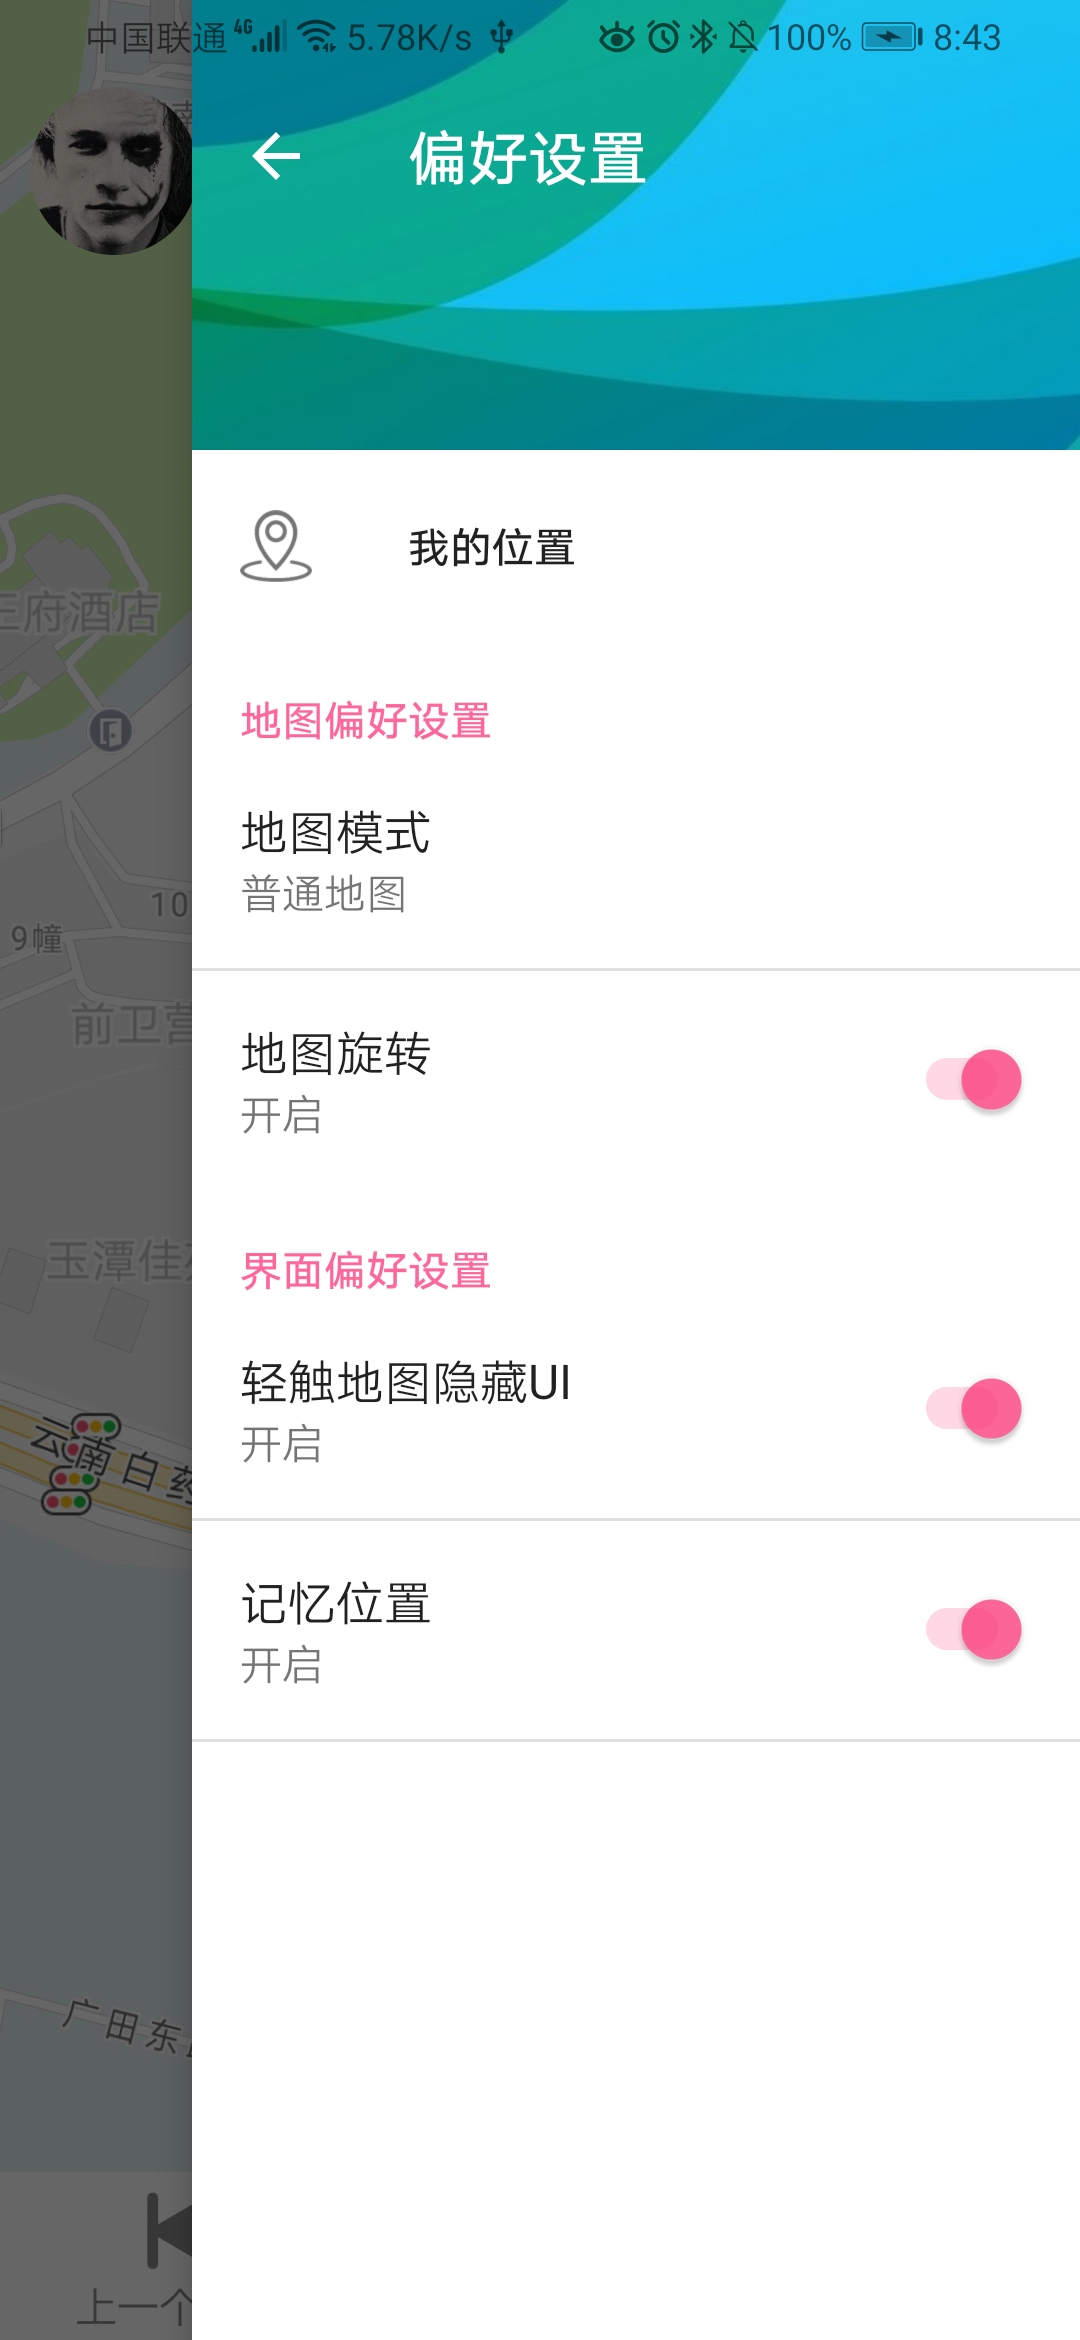 中国联通 4G 5.78K/s 100% 8:43
偏好设置
我的位置
地图偏好设置
地图模式
普通地图
地图旋转
开启
界面偏好设置
轻触地图隐藏UI
开启
记忆位置
开启
南
府酒店
10
9幢
前卫营
玉潭佳
云南白药
广田东
上一个